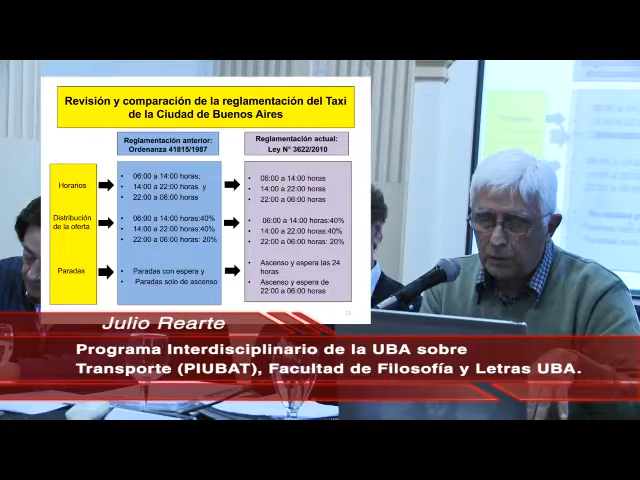 Revisión y comparación de la reglamentación del Taxi
de la Ciudad de Buenos Aires
Reglamentación anterior:
Ordenanza 41815/1987
Reglamentación actual:
Ley N° 3622/2010
Horarios
• 06:00 a 14:00 horas;
• 14:00 a 22:00 horas y
• 22:00 a 06:00 horas
• 06:00 a 14:00 horas
• 14:00 a 22:00 horas
• 22:00 a 06:00 horas
Distribución
de la oferta
• 06:00 a 14:00 horas:40%
• 14:00 a 22:00 horas:40%
• 22:00 a 06:00 horas: 20%
• 06:00 a 14:00 horas:40%
• 14:00 a 22:00 horas:40%
• 22:00 a 06:00 horas: 20%
Paradas
• Paradas con espera y
• Paradas solo de ascenso
• Ascenso y espera las 24
horas
• Ascenso y espera de
22:00 a 06:00 horas
Julio Rearte
Programa Interdisciplinario de la UBA sobre
Transporte (PIUBAT), Facultad de Filosofía y Letras UBA.